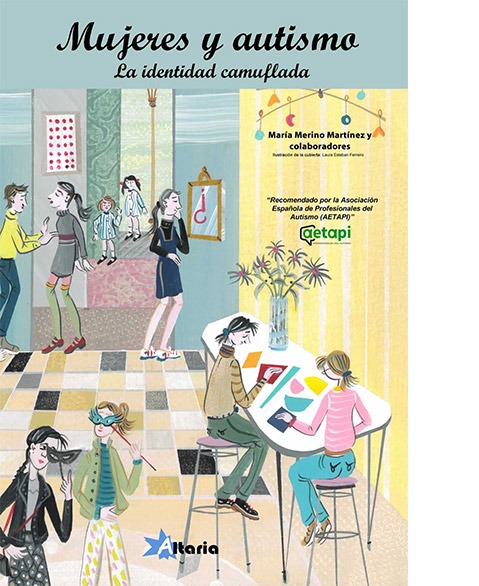 Mujeres y autismo
La identidad camuflada
María Merino Martínez y
colaboradores
Ilustración de la cubierta: Laura Esteban Ferreiro
“Recomendado por la Asociación
Española de Profesionales del
Autismo (AETAPI)”
aetapi
Altaria